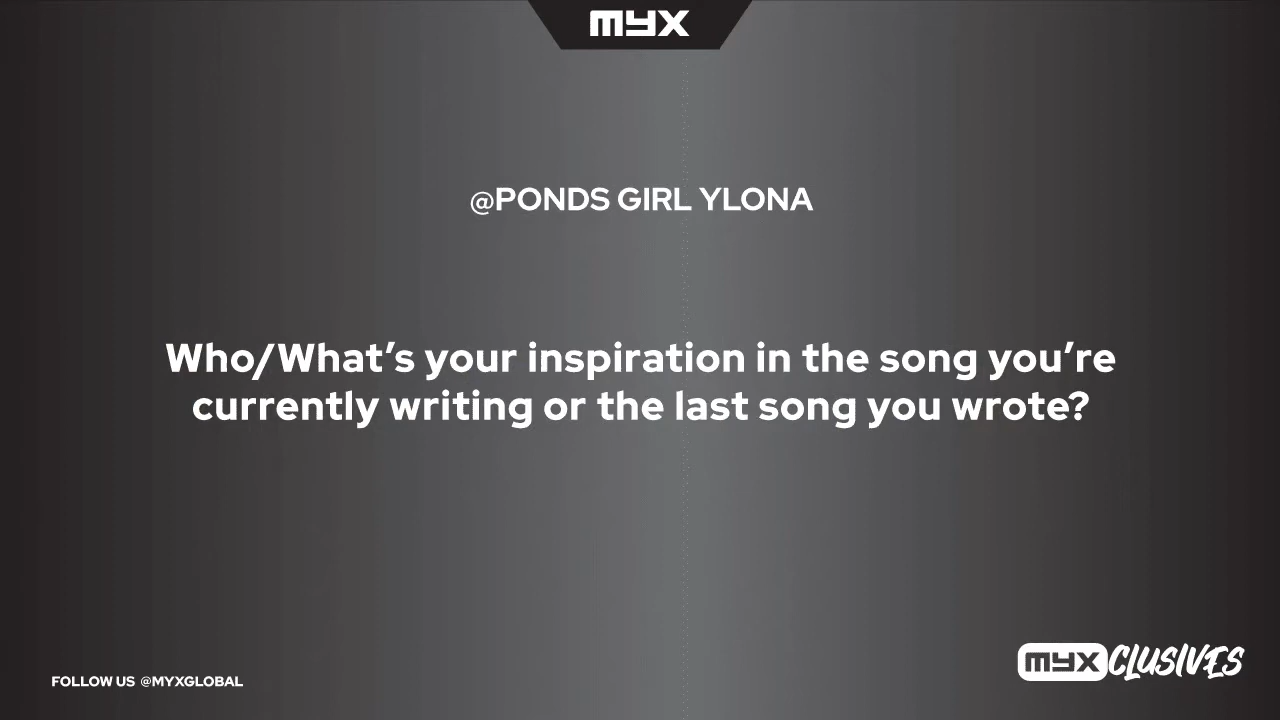 MYX
@PONDS GIRL YLONA
Who/What’s your inspiration in the song you’re
currently writing or the last song you wrote?
MYXCLUSIVES
FOLLOW US @MYXGLOBAL